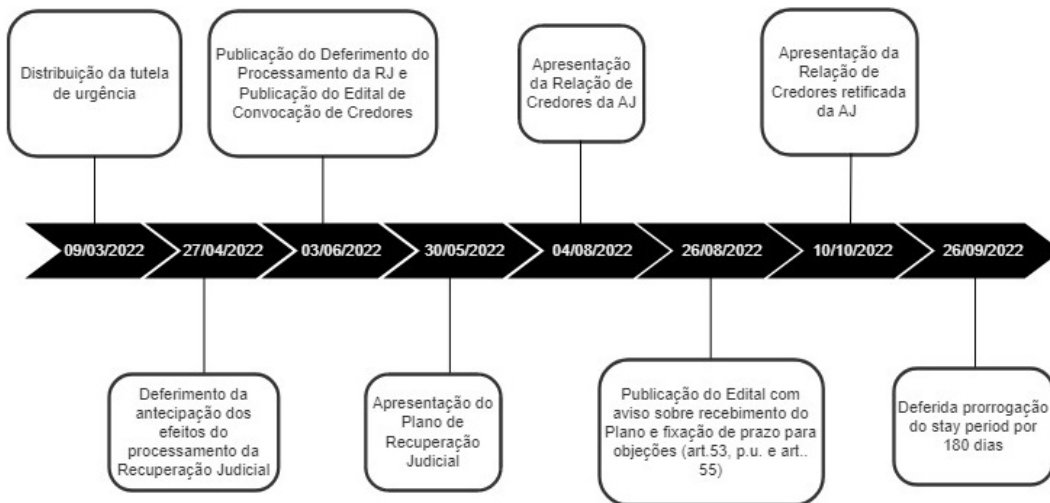 Distribuição da tutela
de urgência
Publicação do Deferimento do
Processamento da RJ e
Publicação do Edital de
Convocação de Credores
Apresentação
da Relação de
Credores da AJ
Apresentação da
Relação de
Credores retificada
da AJ
09/03/2022
27/04/2022
03/06/2022
30/05/2022
04/08/2022
26/08/2022
10/10/2022
26/09/2022
Deferimento da
antecipação dos
efeitos do
processamento da
Recuperação Judicial
Apresentação do
Plano de
Recuperação
Judicial
Publicação do Edital com
aviso sobre recebimento do
Plano e fixação de prazo para
objeções (art.53, p.u. e art..
55)
Deferida prorrogação
do stay period por
180 dias